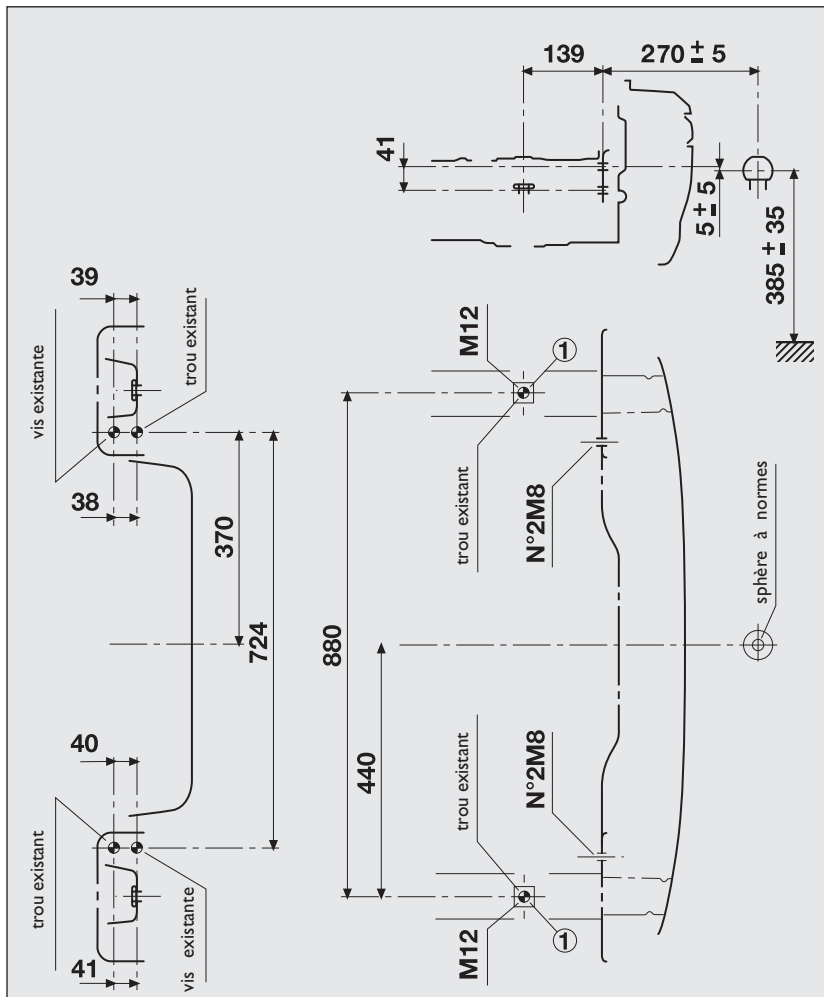 139
270 ± 5
41
5 ± 5
385 ± 35
39
vis existante
trou existant
38
370
724
40
trou existant
vis existante
41
M12
1
trou existant
N°2M8
880
440
sphère à normes
trou existant
N°2M8
M12
1